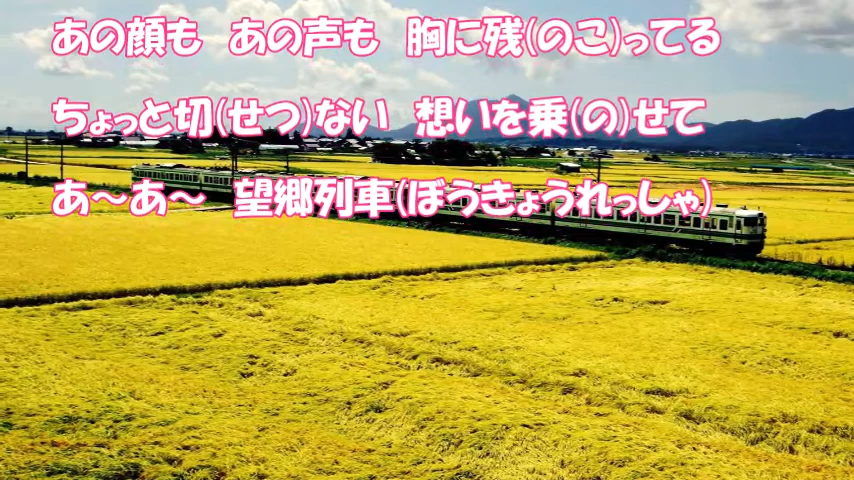 あの顔も　あの声も　胸に残(のこ)ってる
ちょっと切(せつ)ない　想いを乗(の)せて
あ～あ～　望郷列車(ぼうきょうれっしゃ)